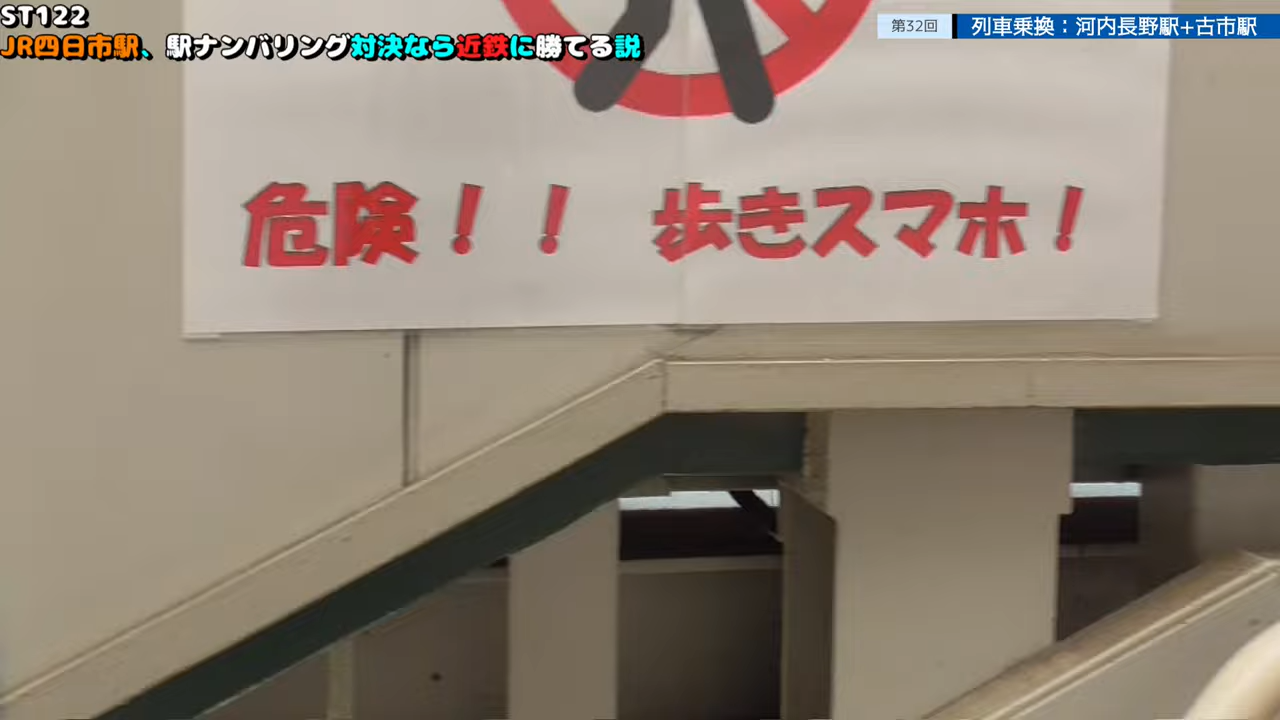 ST122
JR四日市駅、駅ナンバリング対決なら近鉄に勝てる説
第32回
列車乗換：河内長野駅+古市駅
危険！！ 歩きスマホ！